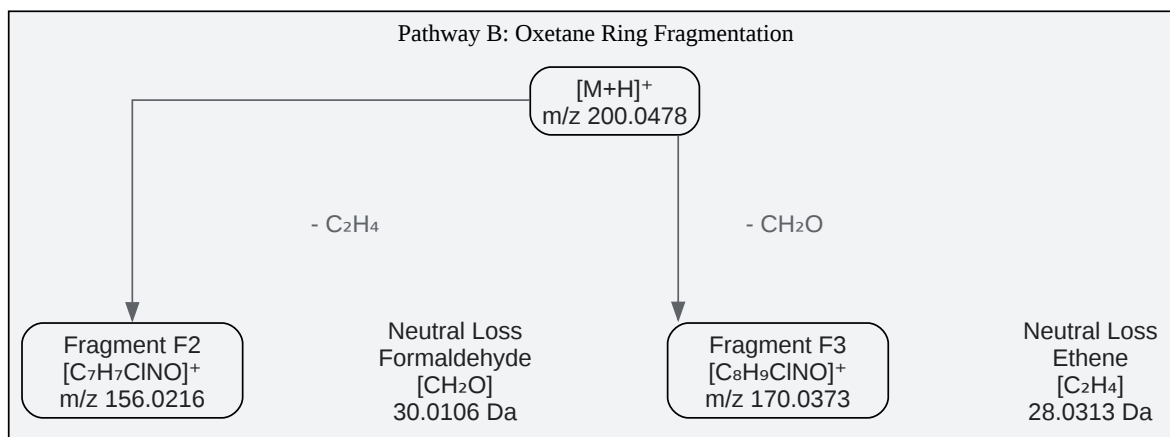 Pathway B: Oxetane Ring Fragmentation
[M+H]⁺
m/z 200.0478
- C₂H₄
- CH₂O
Fragment F2
[C₇H₇ClNO]⁺
m/z 156.0216
Neutral Loss
Formaldehyde
[CH₂O]
30.0106 Da
Fragment F3
[C₈H₉ClNO]⁺
m/z 170.0373
Neutral Loss
Ethene
[C₂H₄]
28.0313 Da